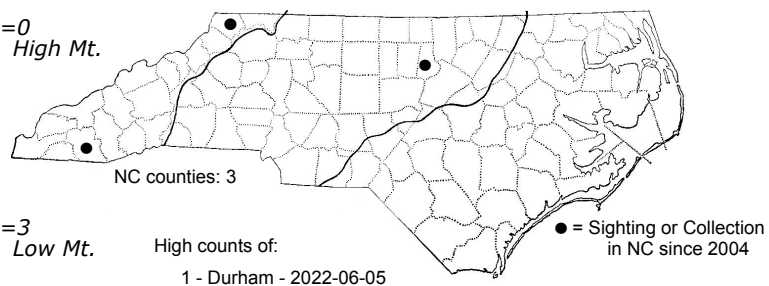 =0
High Mt.
NC counties: 3
=3
Low Mt.
High counts of:
1 - Durham - 2022-06-05
● = Sighting or Collection
in NC since 2004